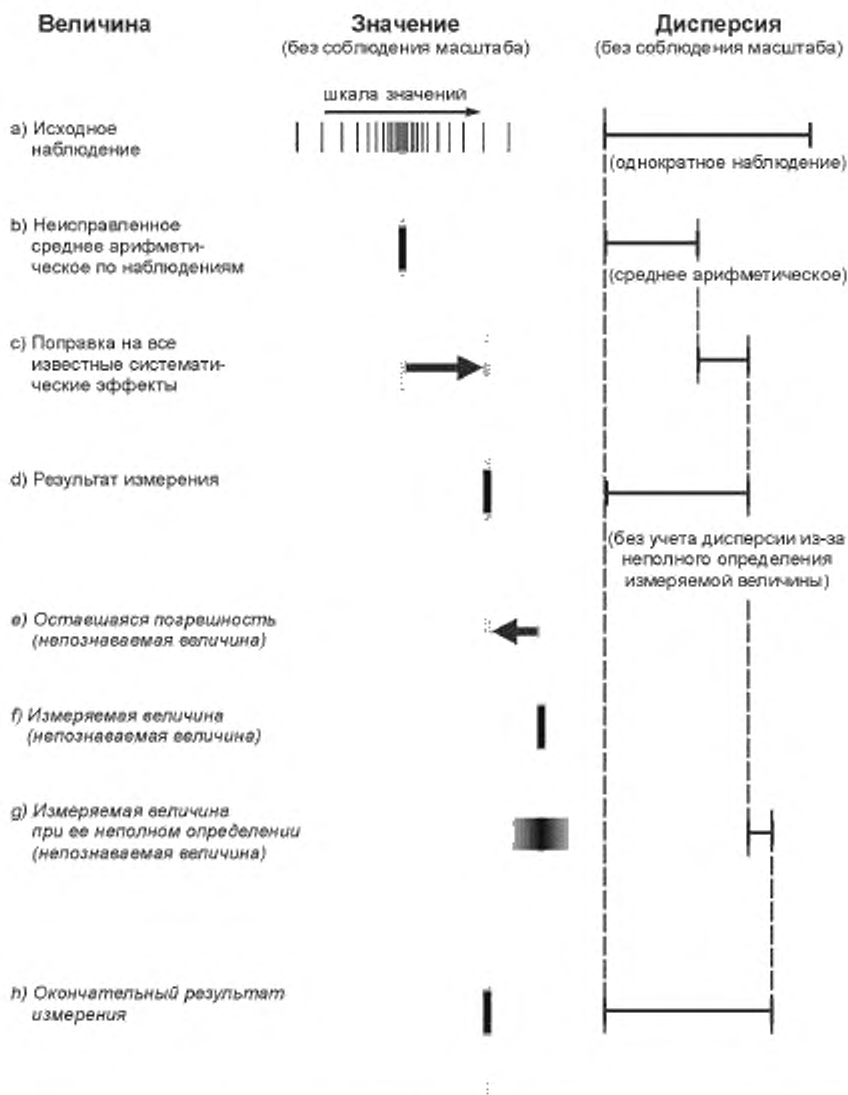 Величина
Значение
(без соблюдения масштаба)
Дисперсия
(без соблюдения масштаба)
шкала значений
a) Исходное
наблюдение
(однократное наблюдение)
b) Неисправленное
среднее арифмети-
ческое по наблюдениям
(среднее арифметическое)
c) Поправка на все
известные системати-
ческие эффекты
d) Результат измерения
(без учета дисперсии из-за
неполного определения
измеряемой величины)
e) Оставшаяся погрешность
(непознаваемая величина)
f) Измеряемая величина
(непознаваемая величина)
g) Измеряемая величина
при ее неполном определении
(непознаваемая величина)
h) Окончательный результат
измерения